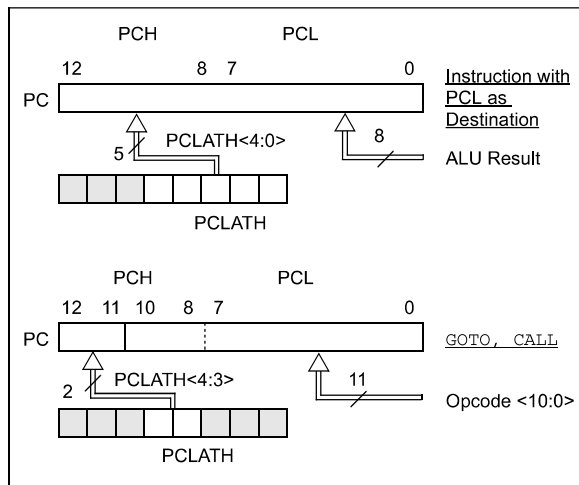 PCH PCL
12 8 7 0
PC
Instruction with
PCL as
Destination
5 PCLATH<4:0> 8
ALU Result
PCLATH
PCH PCL
12 11 10 8 7 0
PC
GOTO, CALL
2 PCLATH<4:3> 11
Opcode <10:0>
PCLATH